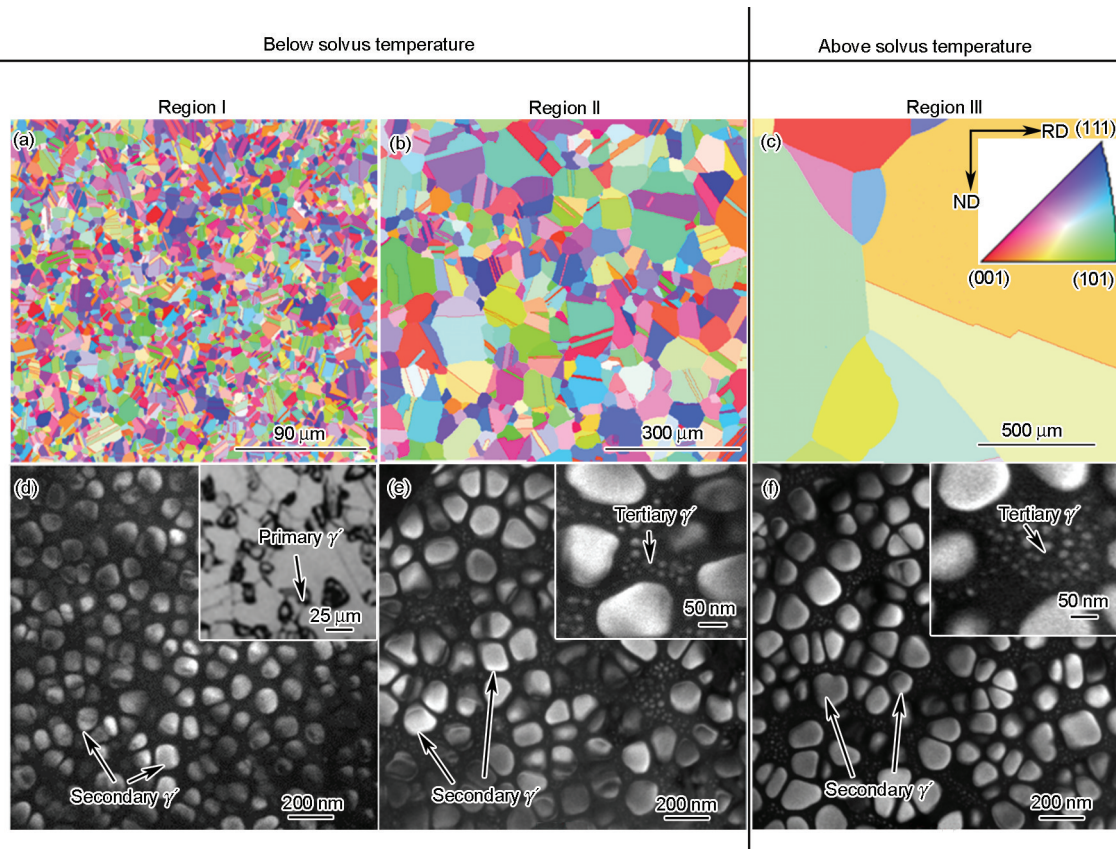 Below solvus temperature
Above solvus temperature
Region I
Region II
Region III
(a)
90 μm
(b)
300 μm
(c)
RD
(111)
ND
(001)
(101)
500 μm
(d)
Primary γ′
25 μm
Secondary γ′
200 nm
(e)
Tertiary γ′
50 nm
Secondary γ′
200 nm
(f)
Tertiary γ′
50 nm
Secondary γ′
200 nm